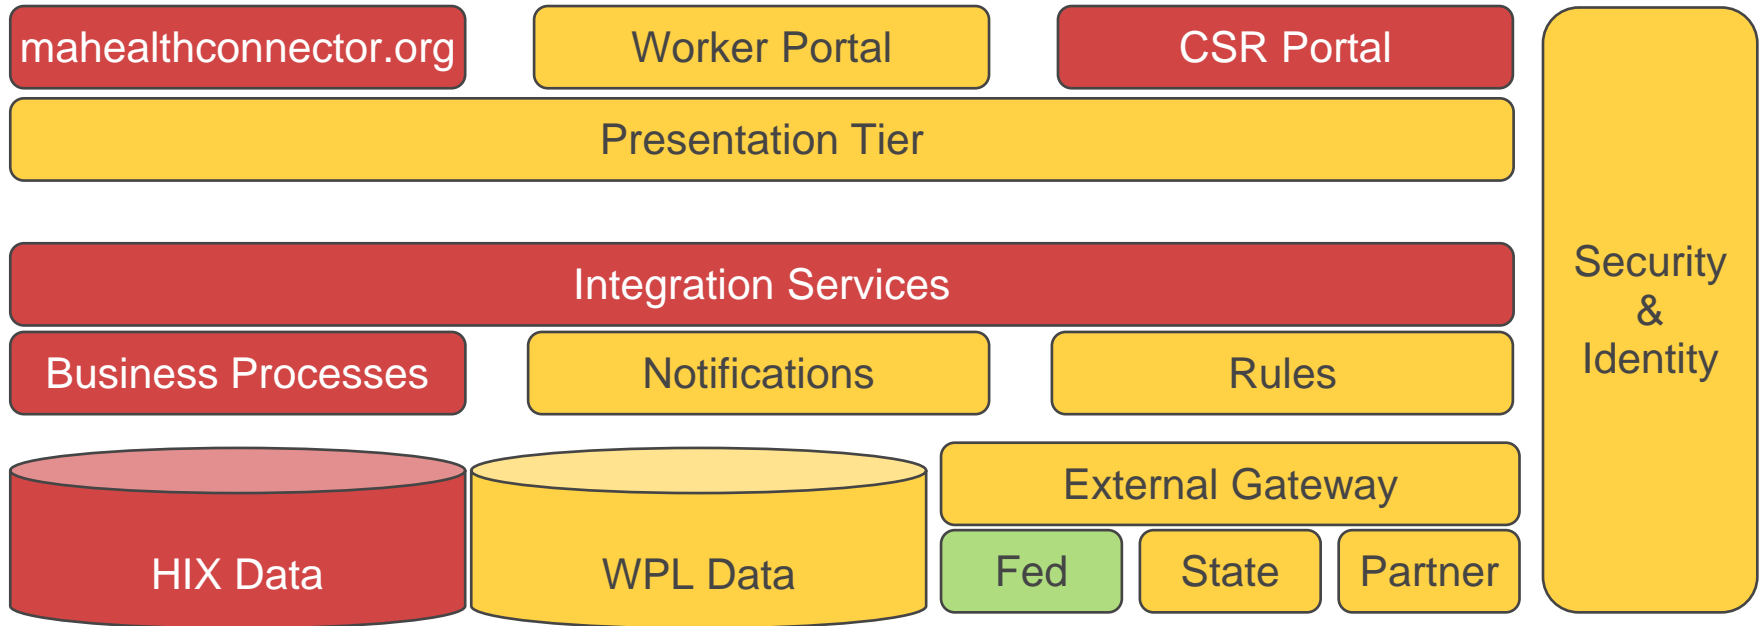 mahealthconnector.org
Worker Portal
CSR Portal
Presentation Tier
Integration Services
Business Processes
Notifications
Rules
HIX Data
WPL Data
External Gateway
Fed
State
Partner
Security
&
Identity